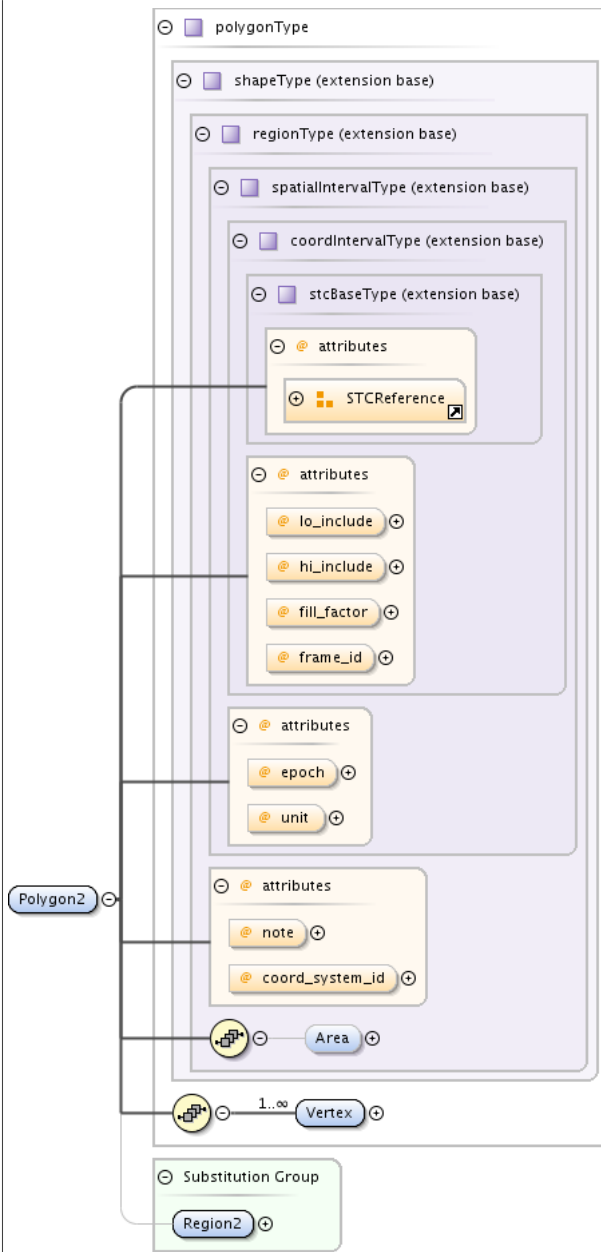 polygonType
shapeType (extension base)
regionType (extension base)
spatialIntervalType (extension base)
coordIntervalType (extension base)
stcBaseType (extension base)
@ attributes
STCReference
@ attributes
@ lo_include
@ hi_include
@ fill_factor
@ frame_id
@ attributes
@ epoch
@ unit
Polygon2
@ attributes
@ note
@ coord_system_id
Area
1..∞
Vertex
Substitution Group
Region2